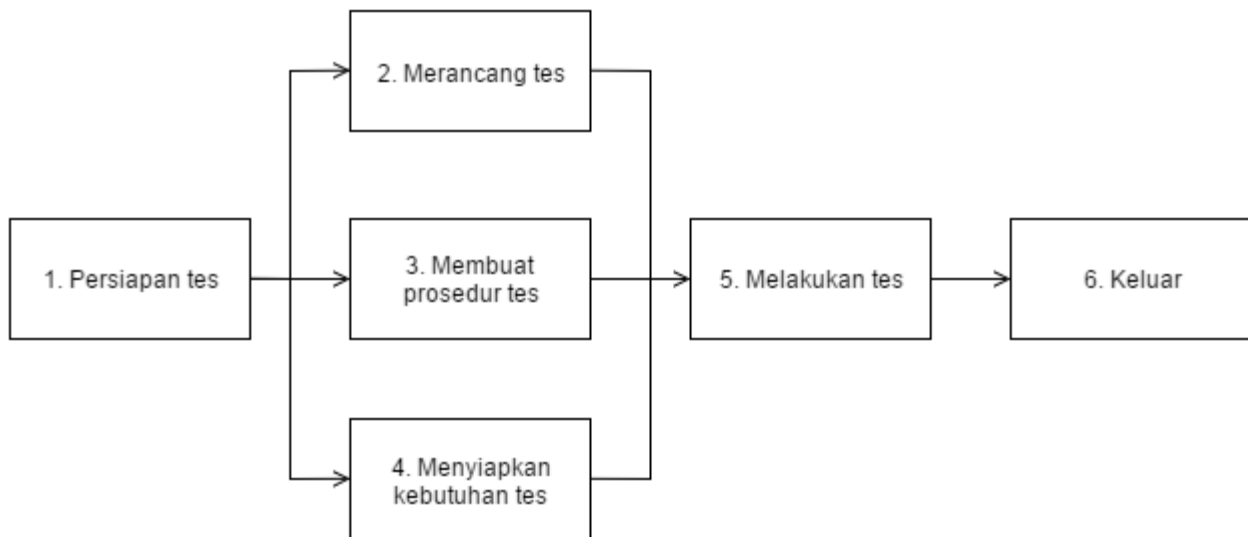 1. Persiapan tes
2. Merancang tes
3. Membuat
prosedur tes
4. Menyiapkan
kebutuhan tes
5. Melakukan tes
6. Keluar